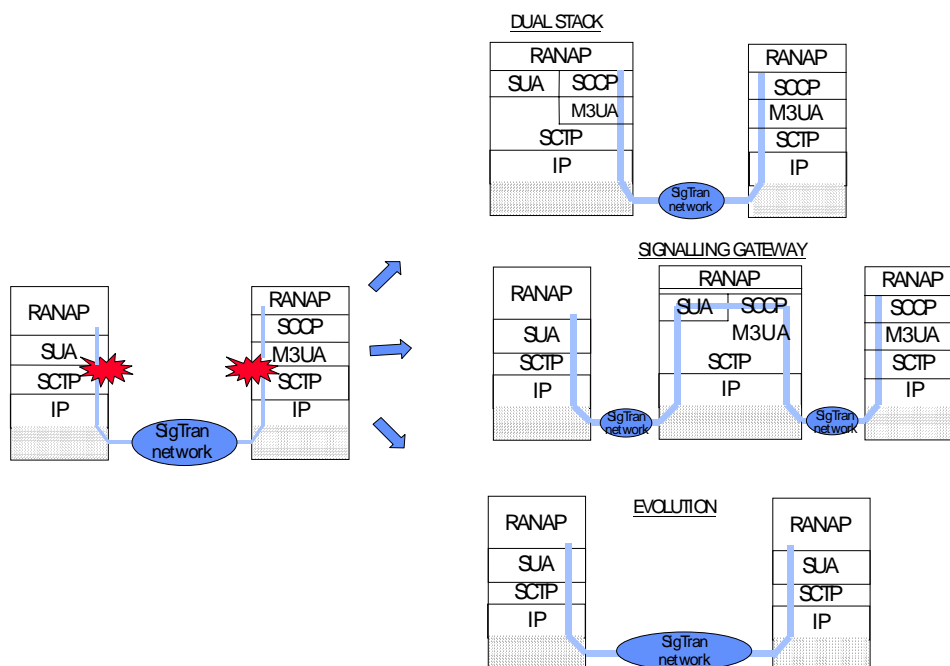 DUAL STACK
RANAP
SUA
SCCP
M3UA
SCTP
IP
RANAP
SCCP
M3UA
SCTP
IP
SigTran
network
SIGNALLING GATEWAY
RANAP
SUA
SCTP
IP
RANAP
SUA
SCCP
M3UA
SCTP
IP
RANAP
SCCP
M3UA
SCTP
IP
SigTran
network
SigTran
network
RANAP
SUA
SCTP
IP
RANAP
SCCP
M3UA
SCTP
IP
SigTran
network
EVOLUTION
RANAP
SUA
SCTP
IP
RANAP
SUA
SCTP
IP
SigTran
network